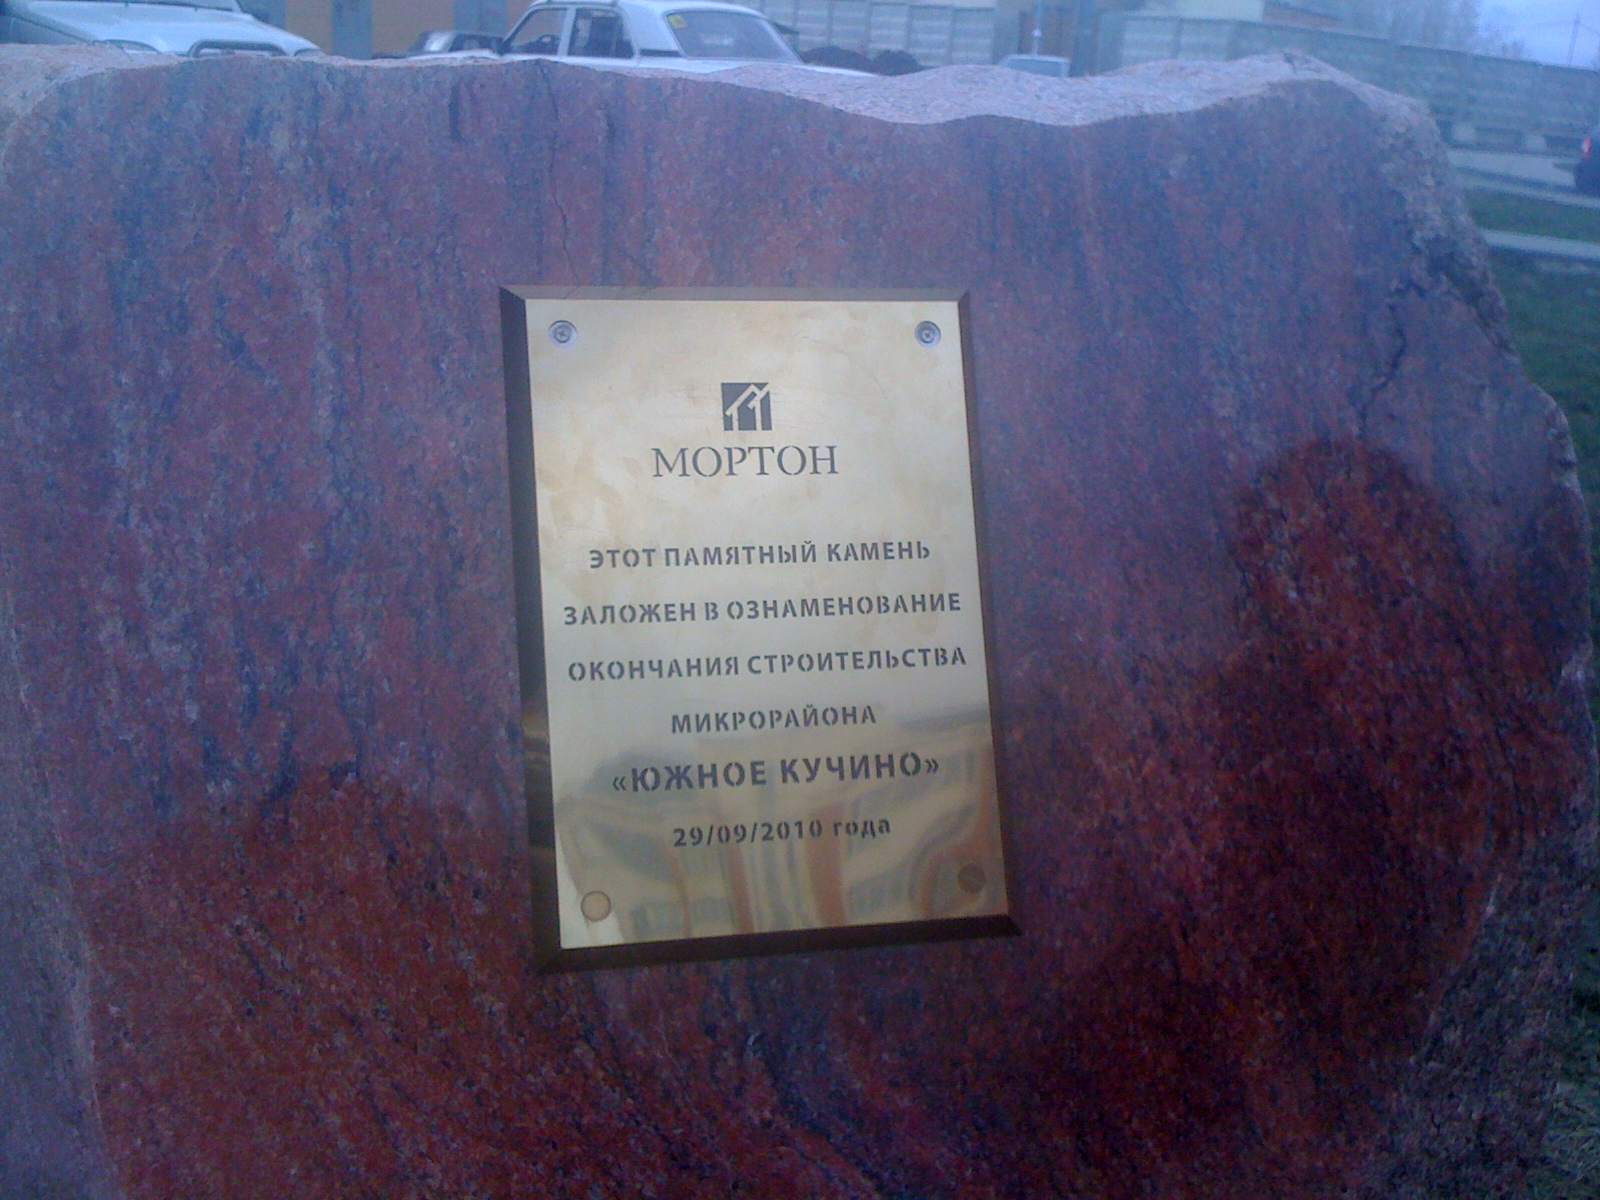 МОРТОН
ЭТОТ ПАМЯТНЫЙ КАМЕНЬ
ЗАЛОЖЕН В ОЗНАМЕНОВАНИЕ
ОКОНЧАНИЯ СТРОИТЕЛЬСТВА
МИКРОРАЙОНА
«ЮЖНОЕ КУЧИНО»
29/09/2010 года